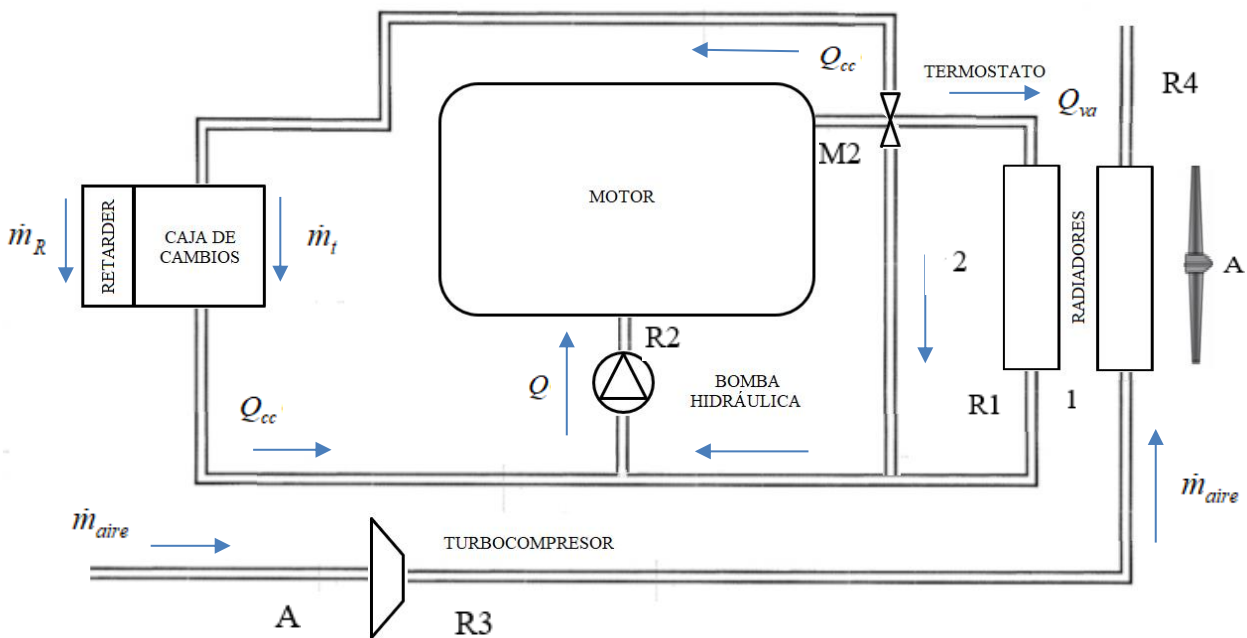 Q_cc
TERMOSTATO
Q_va
R4
M2
MOTOR
ṁ_R
RETARDER
CAJA DE
CAMBIOS
ṁ_t
2
RADIADORES
A
R2
Q
BOMBA
HIDRÁULICA
R1
1
Q_cc
ṁ_aire
ṁ_aire
TURBOCOMPRESOR
A
R3